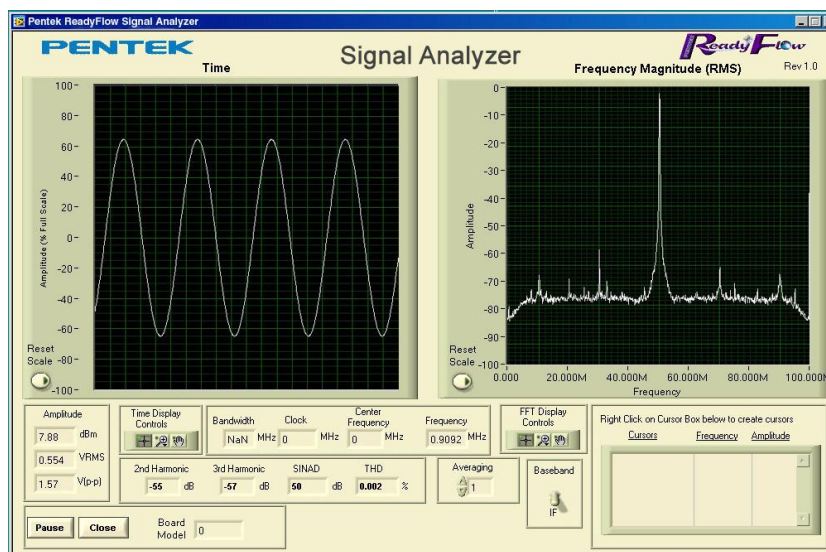 Pentek ReadyFlow Signal Analyzer
PENTEK
Signal Analyzer
ReadyFlow
Rev 1.0
Time
Frequency Magnitude (RMS)
Amplitude (% Full Scale)
100
80
60
40
20
0
-20
-40
-60
-80
-100
Reset
Scale
Amplitude
0
-10
-20
-30
-40
-50
-60
-70
-80
-90
-100
Reset
Scale
0.000 20.000M 40.000M 60.000M 80.000M 100.000M
Frequency
Amplitude
7.88 dBm
0.554 VRMS
1.57 V(p-p)
Time Display
Controls
Bandwidth Clock Center Frequency Frequency
NaN MHz 0 MHz 0 MHz 0.9092 MHz
FFT Display
Controls
2nd Harmonic 3rd Harmonic SINAD THD
-55 dB -57 dB 50 dB 0.002 %
Averaging
1
Baseband
IF
Right Click on Cursor Box below to create cursors
Cursors Frequency Amplitude
Pause Close Board Model 0